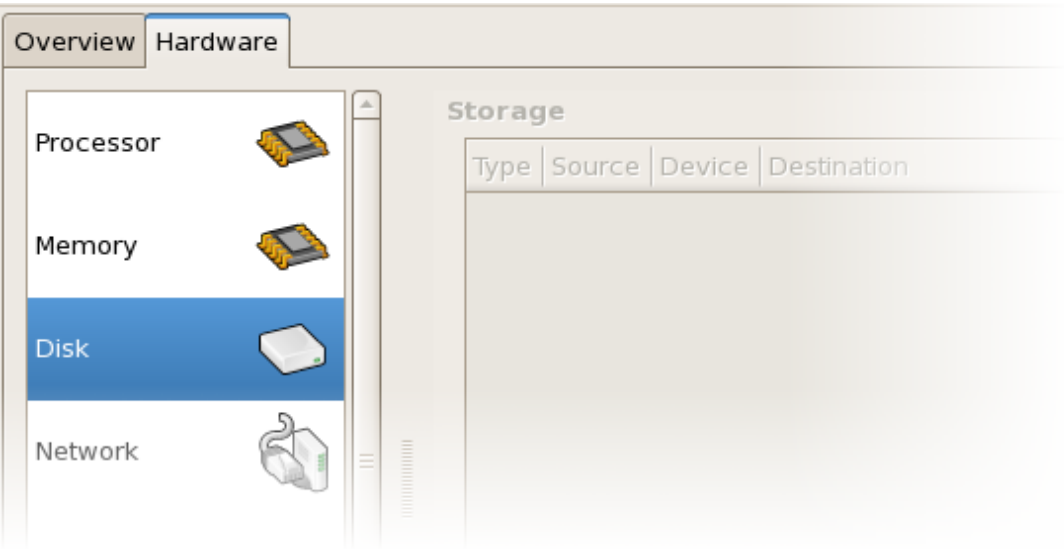 Overview Hardware
Storage
Processor
Type Source Device Destination
Memory
Disk
Network